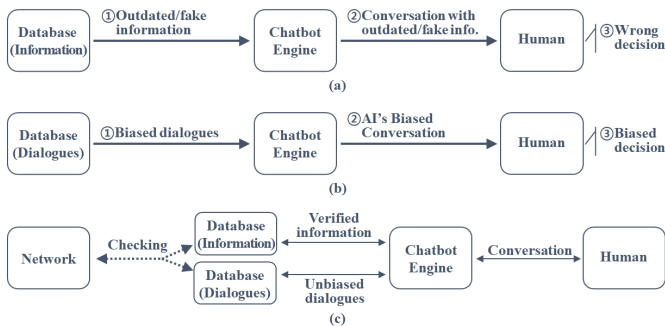 Database
(Information)
①Outdated/fake
information
Chatbot
Engine
②Conversation with
outdated/fake info.
Human
③Wrong
decision
(a)
Database
(Dialogues)
①Biased dialogues
Chatbot
Engine
②AI's Biased
Conversation
Human
③Biased
decision
(b)
Network
Checking
Database
(Information)
Database
(Dialogues)
Verified
information
Unbiased
dialogues
Chatbot
Engine
Conversation
Human
(c)